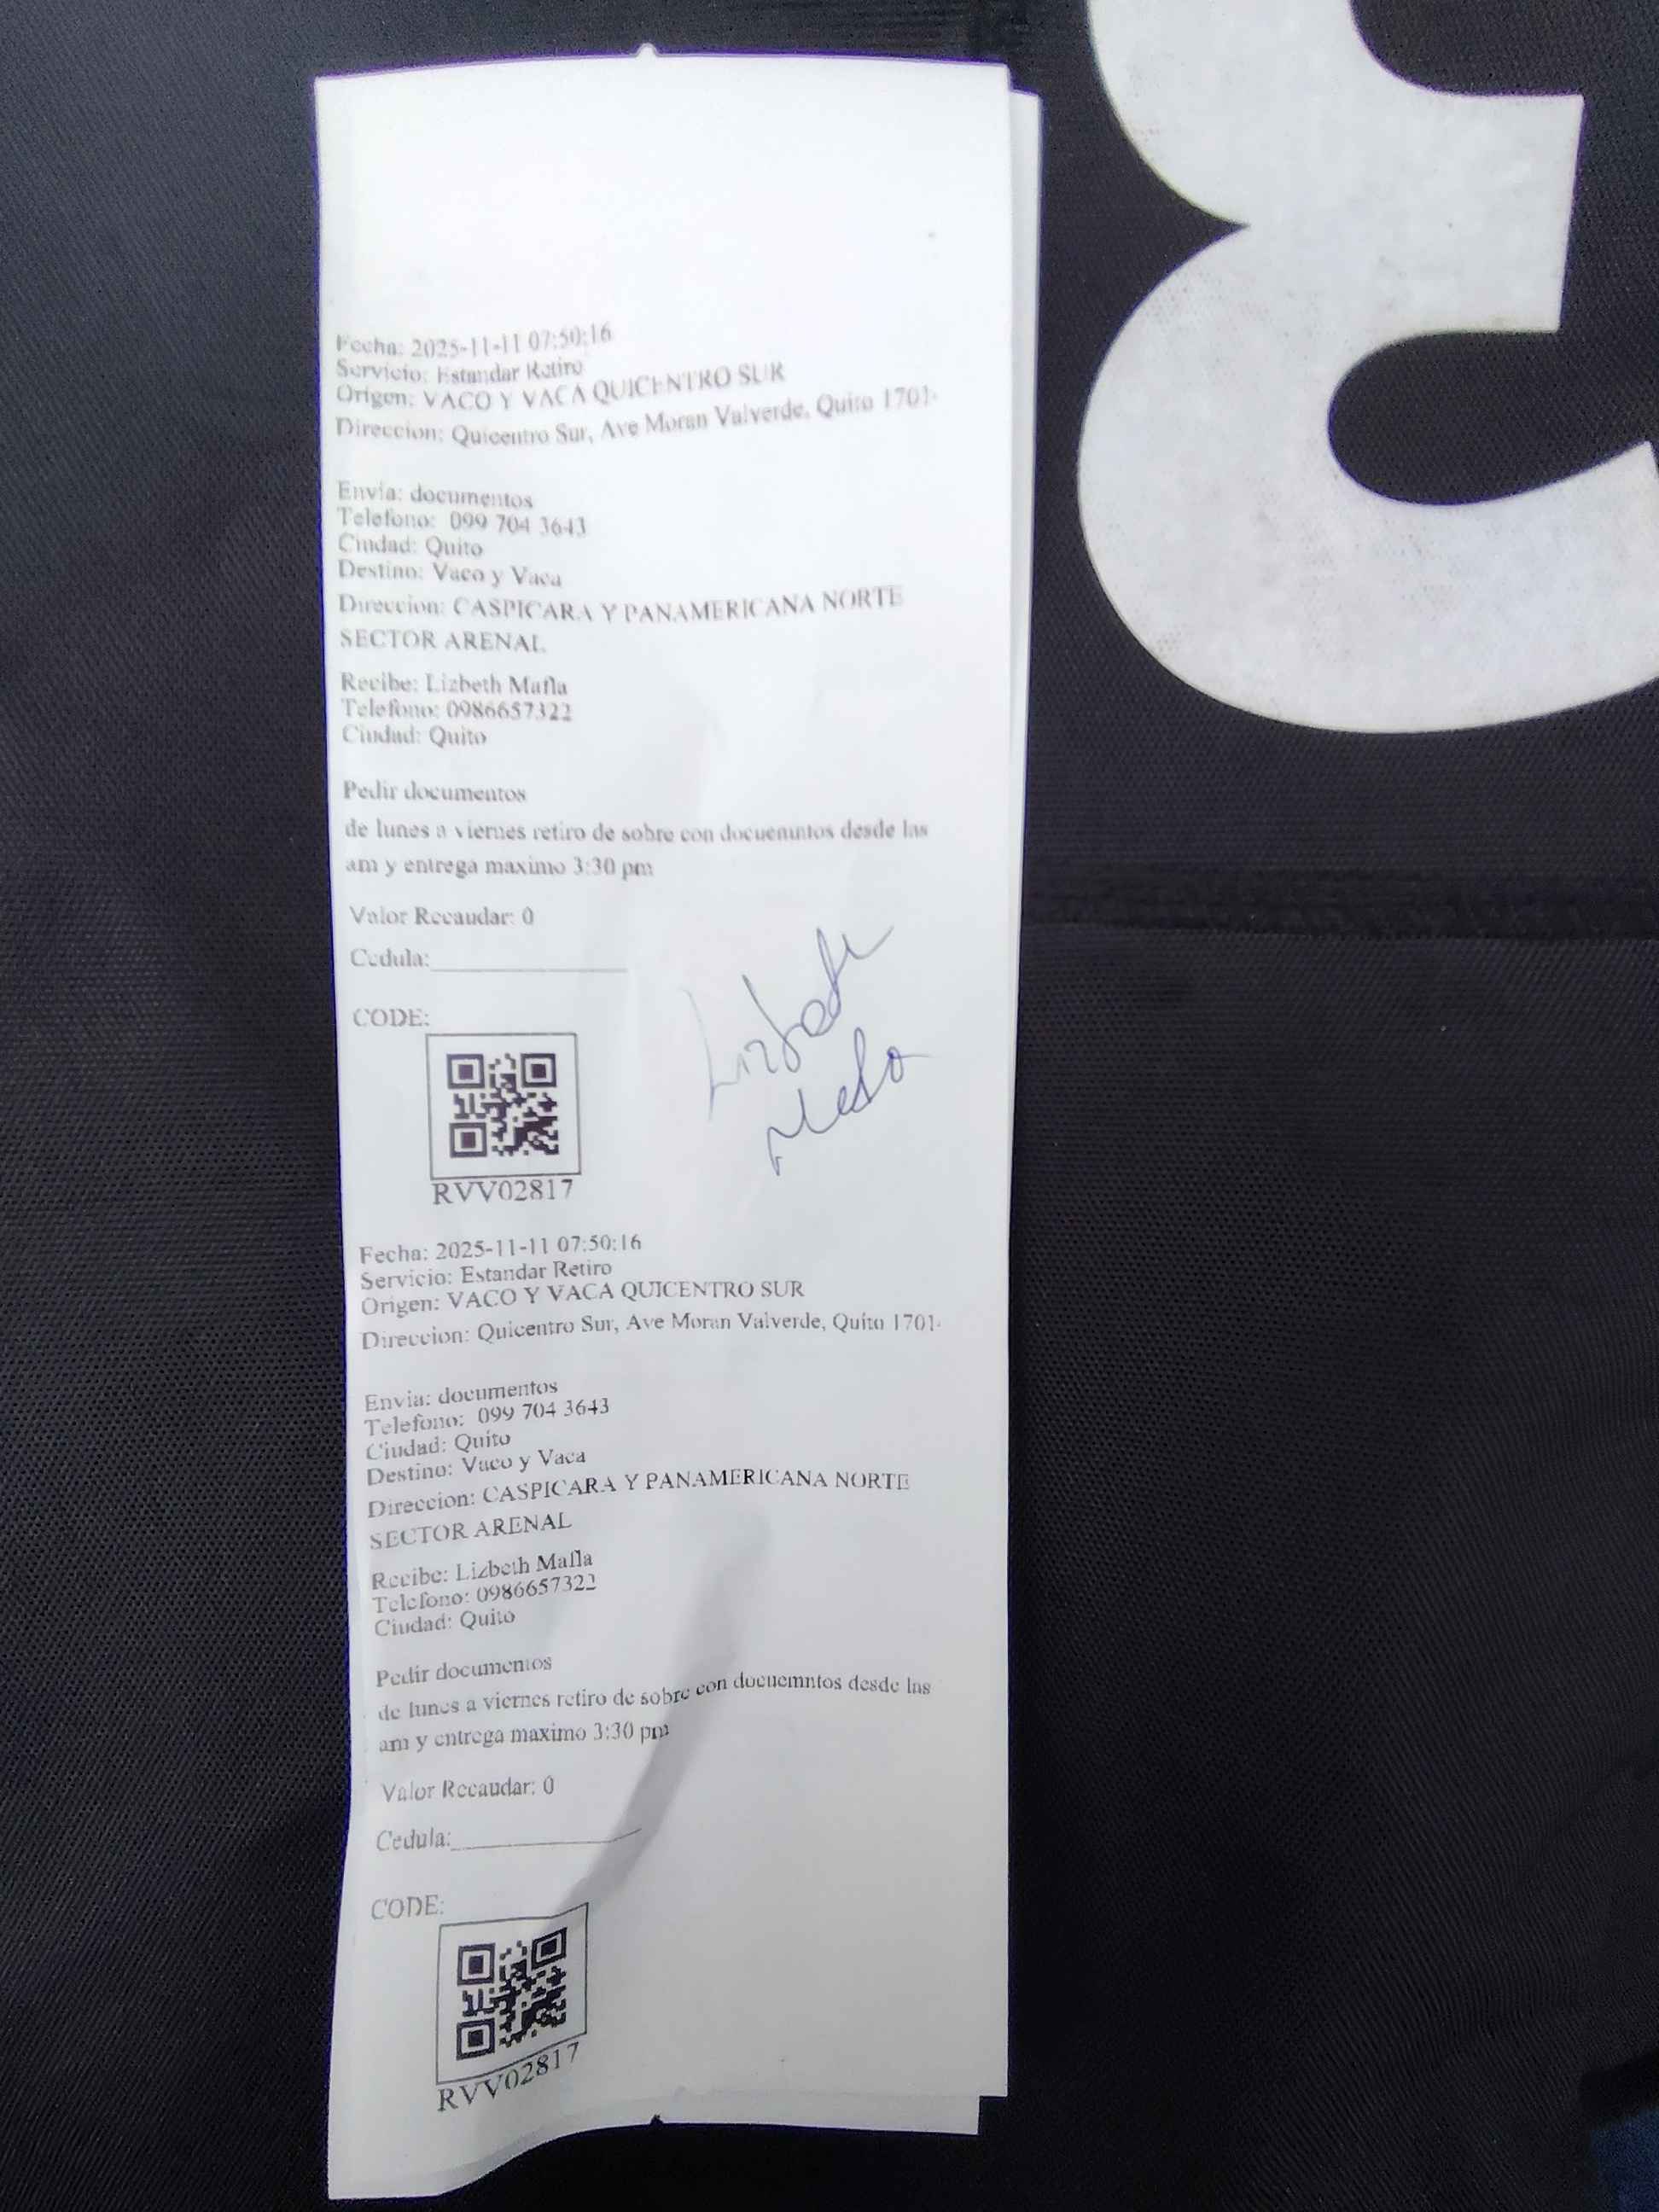 Fecha: 2025-11-11 07:50:16
Servicio: Estandar Retiro
Origen: VACO Y VACA QUICENTRO SUR
Direccion: Quicentro Sur, Ave Moran Valverde, Quito 1701-
Envia: documentos
Telefono: 099 704 3643
Ciudad: Quito
Destino: Vaco y Vaca
Direccion: CASPICARA Y PANAMERICANA NORTE
SECTOR ARENAL
Recibe: Lizbeth Mafla
Telefono: 0986657322
Ciudad: Quito
Pedir documentos
de lunes a viernes retiro de sobre con docuemntos desde las
am y entrega maximo 3:30 pm
Valor Recaudar: 0
Cedula:
Lizbeth
CODE:
RVV02817
Fecha: 2025-11-11 07:50:16
Servicio: Estandar Retiro
Origen: VACO Y VACA QUICENTRO SUR
Direccion: Quicentro Sur, Ave Moran Valverde, Quito 1701-
Envia: documentos
Telefono: 099 704 3643
Ciudad: Quito
Destino: Vaco y Vaca
Direccion: CASPICARA Y PANAMERICANA NORTE
SECTOR ARENAL
Recibe: Lizbeth Mafla
Telefono: 0986657322
Ciudad: Quito
Pedir documentos
de lunes a viernes retiro de sobre con docuemntos desde las
am y entrega maximo 3:30 pm
Valor Recaudar: 0
Cedula:
CODE:
RVV02817